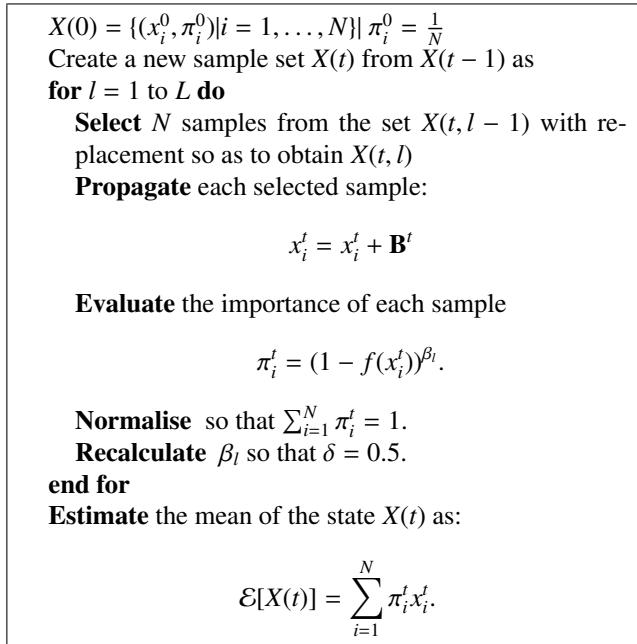 X(0) = {(x_i^0, π_i^0)|i = 1, . . . , N}| π_i^0 = 1/N
Create a new sample set X(t) from X(t − 1) as
for l = 1 to L do
Select N samples from the set X(t, l − 1) with re-
placement so as to obtain X(t, l)
Propagate each selected sample:
x_i^t = x_i^t + B^t
Evaluate the importance of each sample
π_i^t = (1 − f(x_i^t))^{β_l}.
Normalise so that ∑_{i=1}^N π_i^t = 1.
Recalculate β_l so that δ = 0.5.
end for
Estimate the mean of the state X(t) as:
ℰ[X(t)] = ∑_{i=1}^N π_i^t x_i^t.